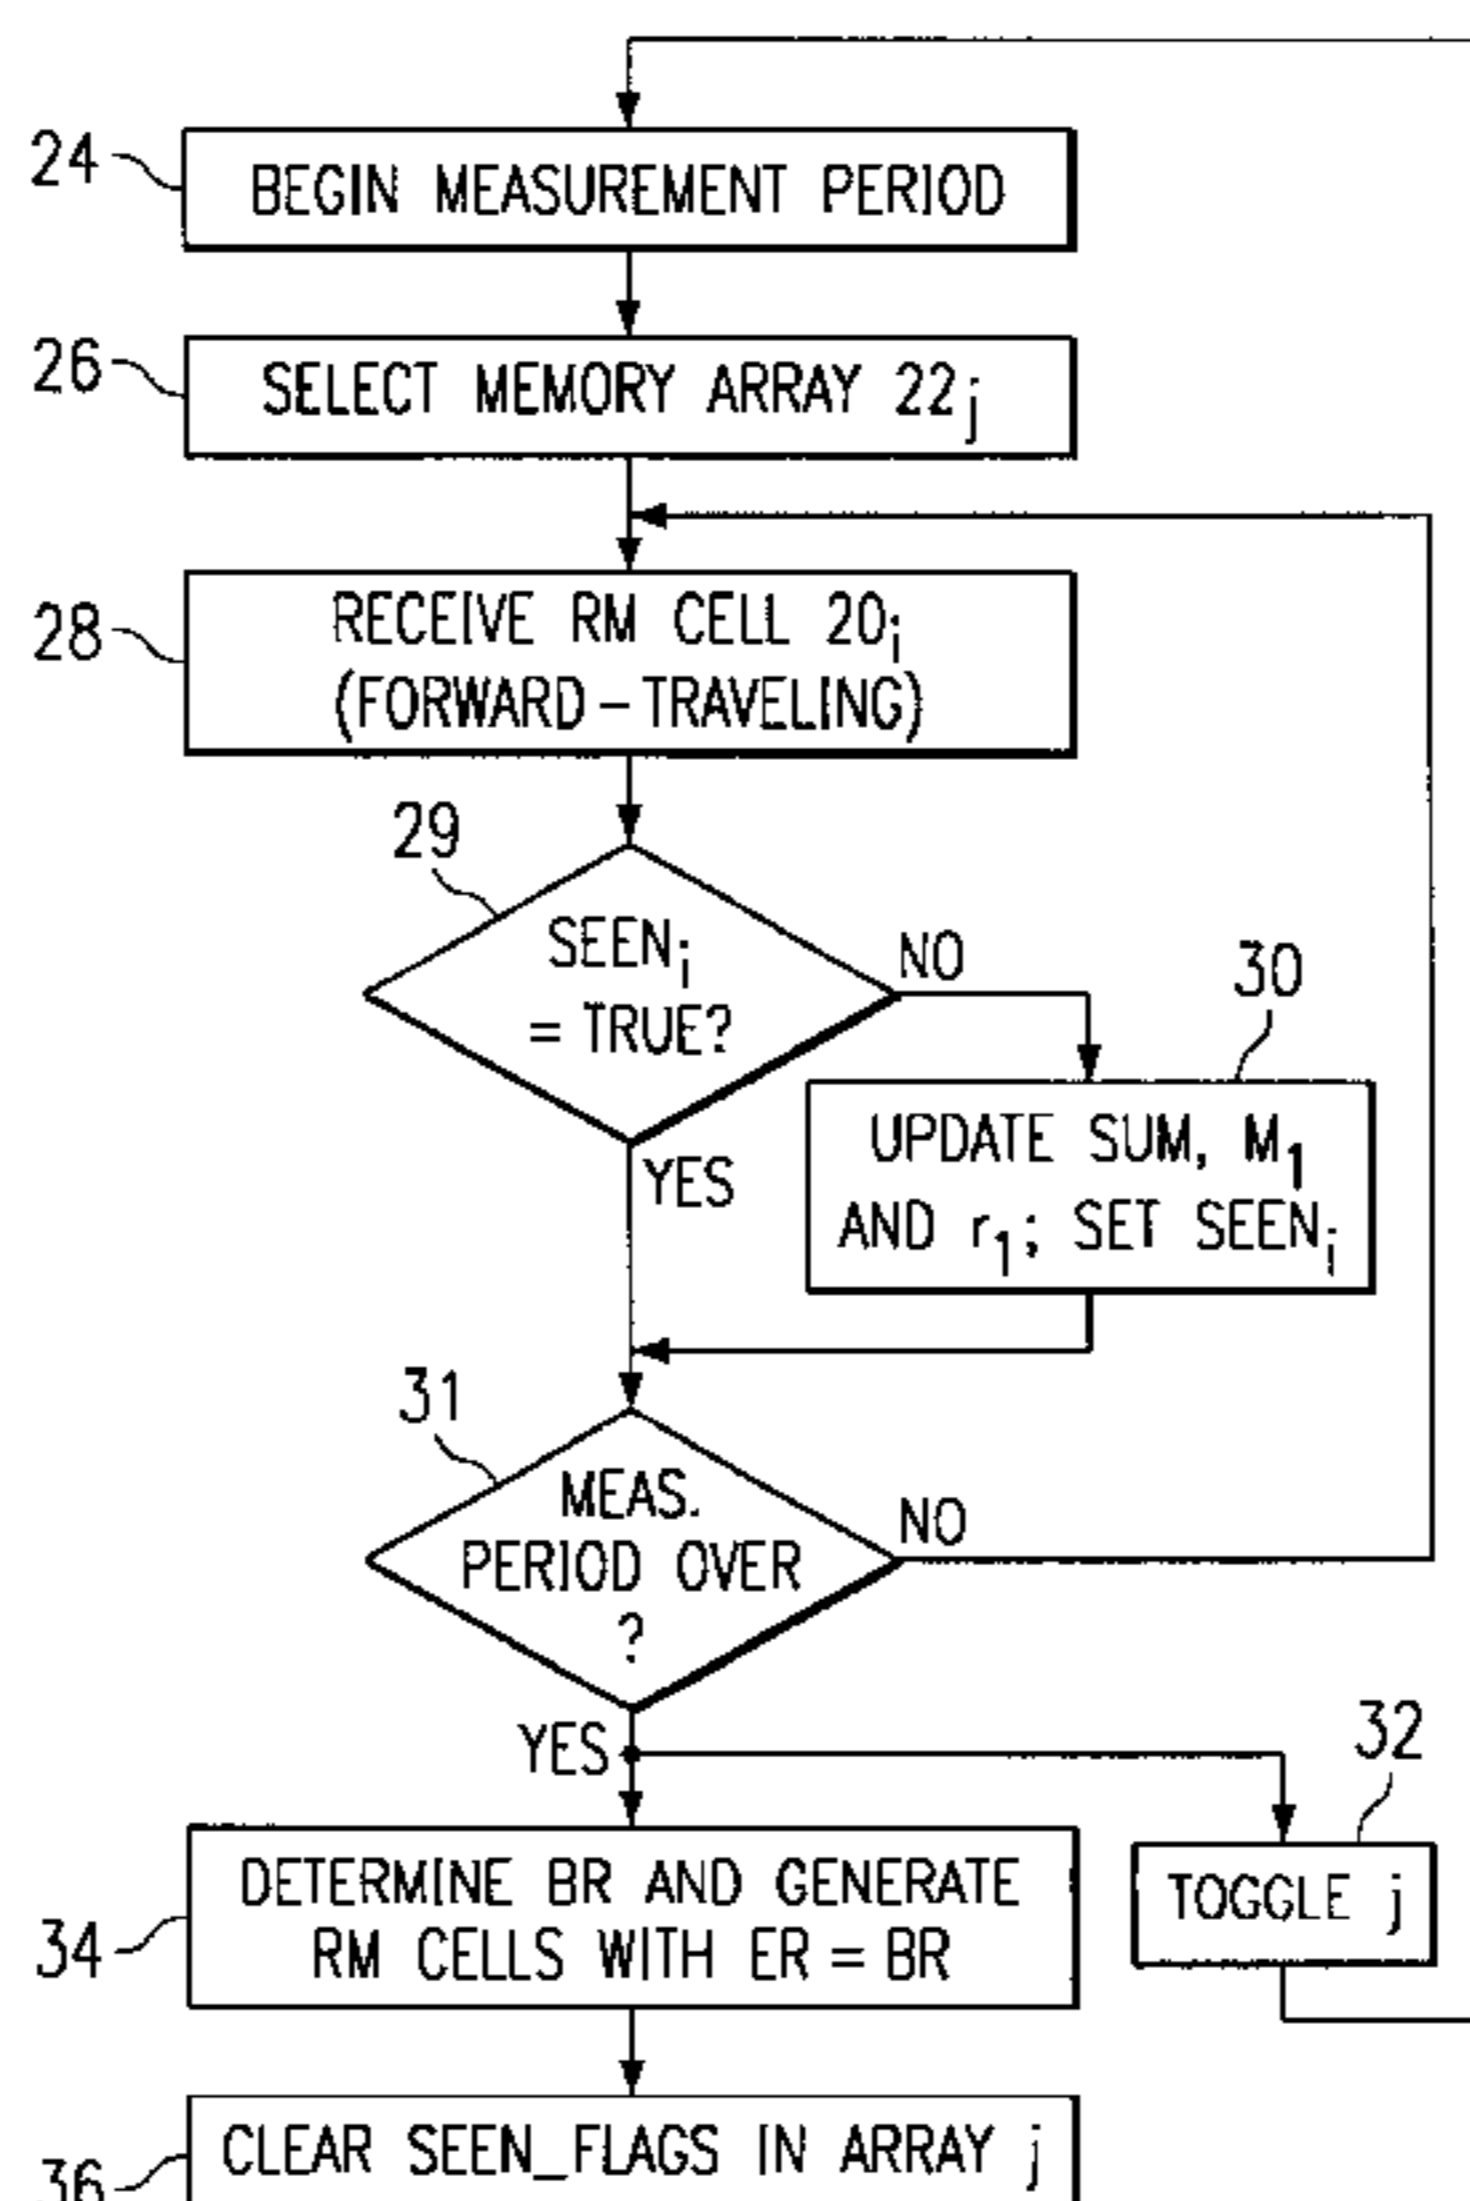 24
BEGIN MEASUREMENT PERIOD
26
SELECT MEMORY ARRAY 22j
28
RECEIVE RM CELL 20i
(FORWARD-TRAVELING)
29
SEENi
= TRUE?
NO
YES
30
UPDATE SUM, M1
AND r1; SET SEENi
31
MEAS.
PERIOD OVER
?
NO
YES
32
TOGGLE j
34
DETERMINE BR AND GENERATE
RM CELLS WITH ER = BR
36
CLEAR SEEN_FLAGS IN ARRAY j